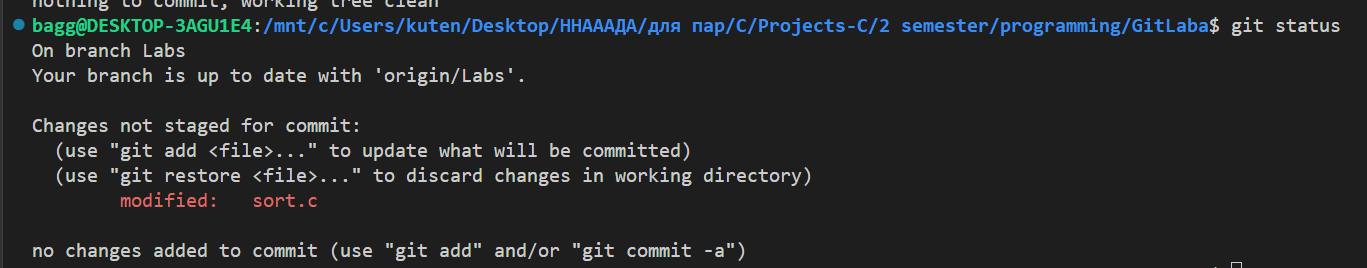 nothing to commit, working tree clean
bagg@DESKTOP-3AGU1E4:/mnt/c/Users/kuten/Desktop/ННАААДА/для пар/C/Projects-C/2 semester/programming/GitLaba$ git status
On branch Labs
Your branch is up to date with 'origin/Labs'.
Changes not staged for commit:
(use "git add <file>..." to update what will be committed)
(use "git restore <file>..." to discard changes in working directory)
modified:   sort.c
no changes added to commit (use "git add" and/or "git commit -a")